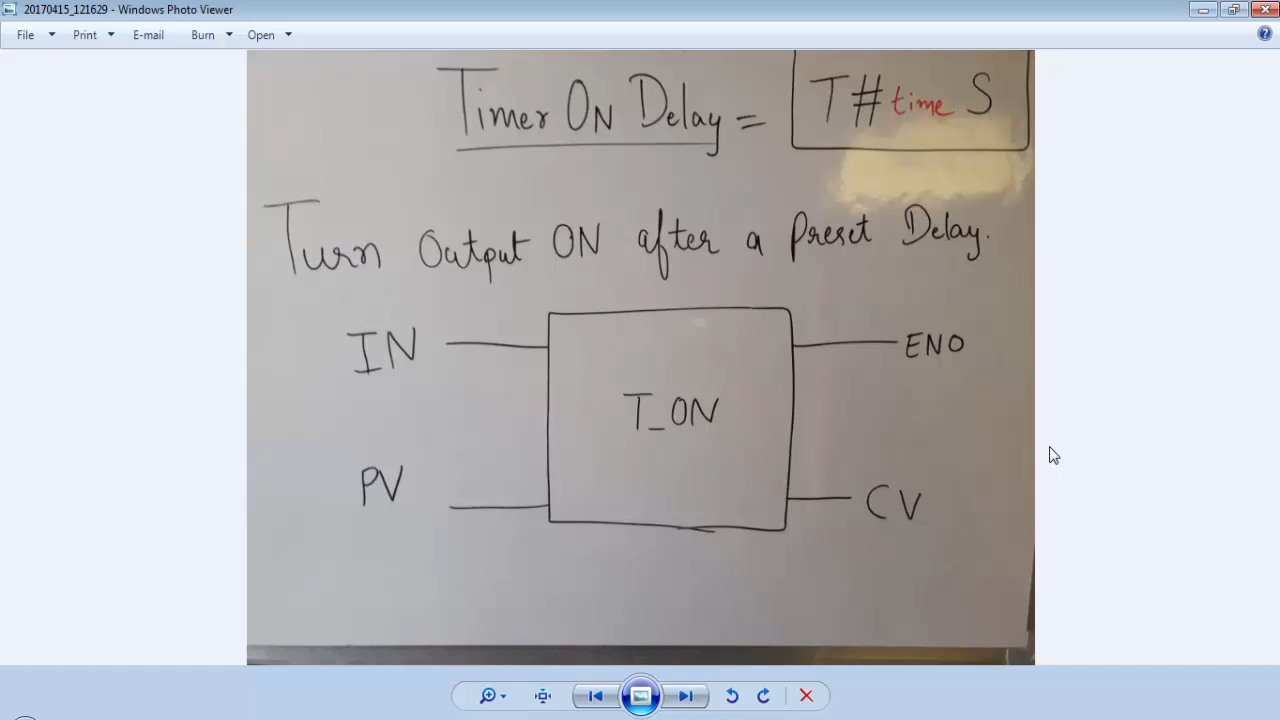 20170415_121629 - Windows Photo Viewer
File Print E-mail Burn Open
Timer ON Delay = T#time S
Turn Output ON after a Preset Delay.
IN ENO
T_ON
PV CV